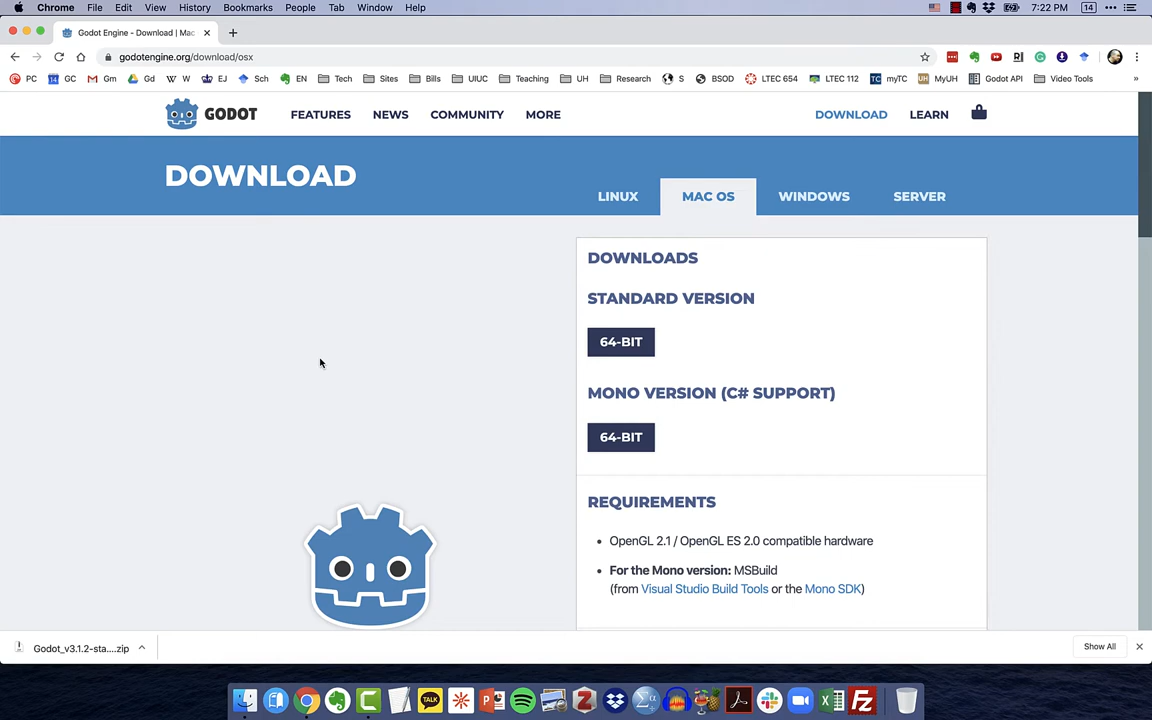 Chrome File Edit View History Bookmarks People Tab Window Help 7:22 PM 14
Godot Engine - Download | Mac
godotengine.org/download/osx
PC GC Gm Gd W EJ Sch EN Tech Sites Bills UIUC Teaching UH Research S BSOD LTEC 654 LTEC 112 myTC MyUH Godot API Video Tools »
GODOT FEATURES NEWS COMMUNITY MORE DOWNLOAD LEARN
DOWNLOAD
LINUX MAC OS WINDOWS SERVER
DOWNLOADS
STANDARD VERSION
64-BIT
MONO VERSION (C# SUPPORT)
64-BIT
REQUIREMENTS
• OpenGL 2.1 / OpenGL ES 2.0 compatible hardware
• For the Mono version: MSBuild
(from Visual Studio Build Tools or the Mono SDK)
Godot_v3.1.2-sta....zip Show All